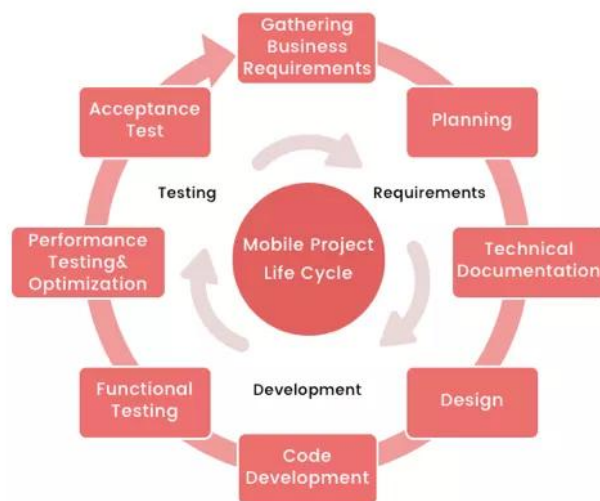 Gathering
Business
Requirements
Acceptance
Test
Planning
Testing
Requirements
Mobile Project
Life Cycle
Performance
Testing&
Optimization
Technical
Documentation
Functional
Testing
Development
Design
Code
Development